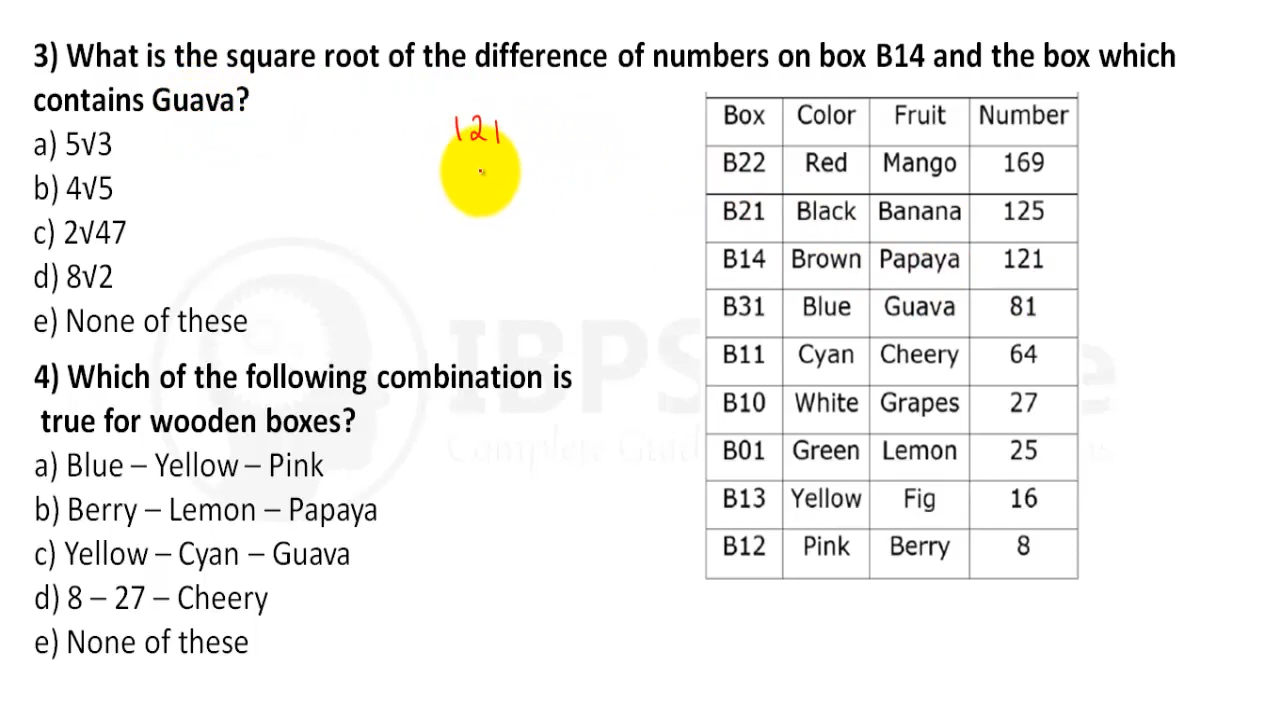 3) What is the square root of the difference of numbers on box B14 and the box which
contains Guava?
121
a) 5√3
b) 4√5
c) 2√47
d) 8√2
e) None of these
4) Which of the following combination is
true for wooden boxes?
a) Blue – Yellow – Pink
b) Berry – Lemon – Papaya
c) Yellow – Cyan – Guava
d) 8 – 27 – Cheery
e) None of these
Box Color Fruit Number
B22 Red Mango 169
B21 Black Banana 125
B14 Brown Papaya 121
B31 Blue Guava 81
B11 Cyan Cheery 64
B10 White Grapes 27
B01 Green Lemon 25
B13 Yellow Fig 16
B12 Pink Berry 8
IBPS
Complete